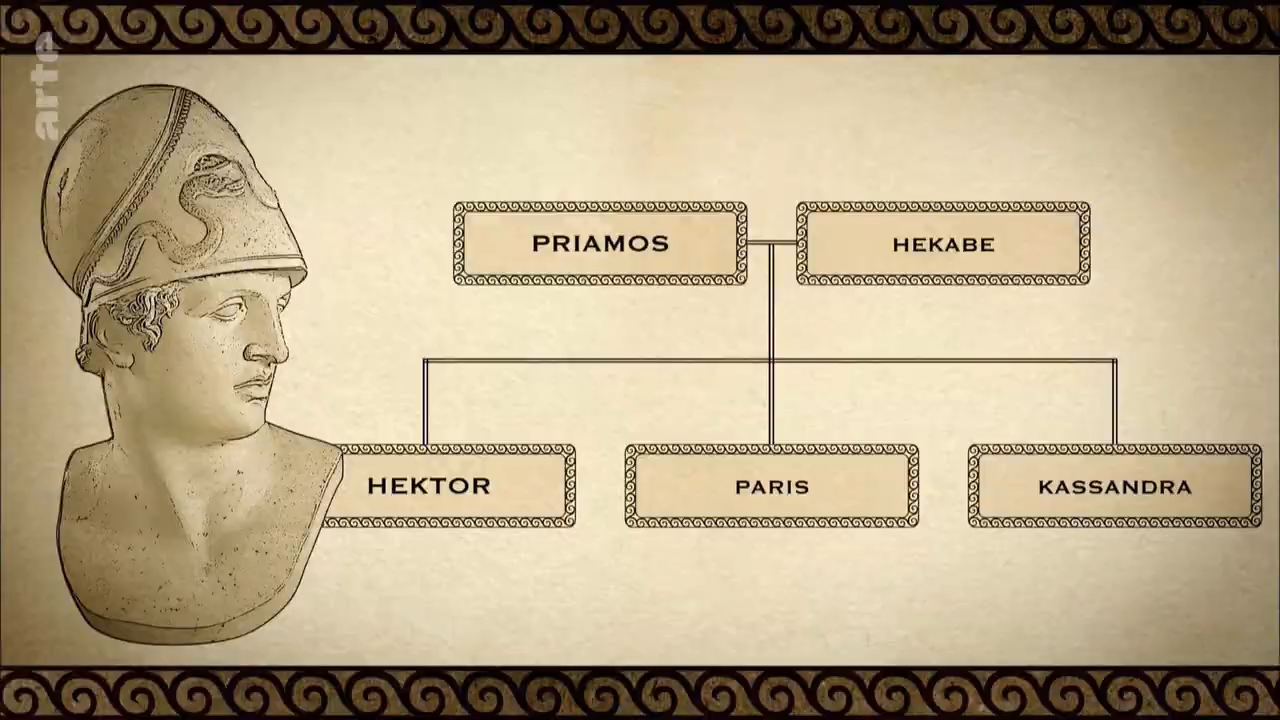 arte
PRIAMOS
HEKABE
HEKTOR
PARIS
KASSANDRA